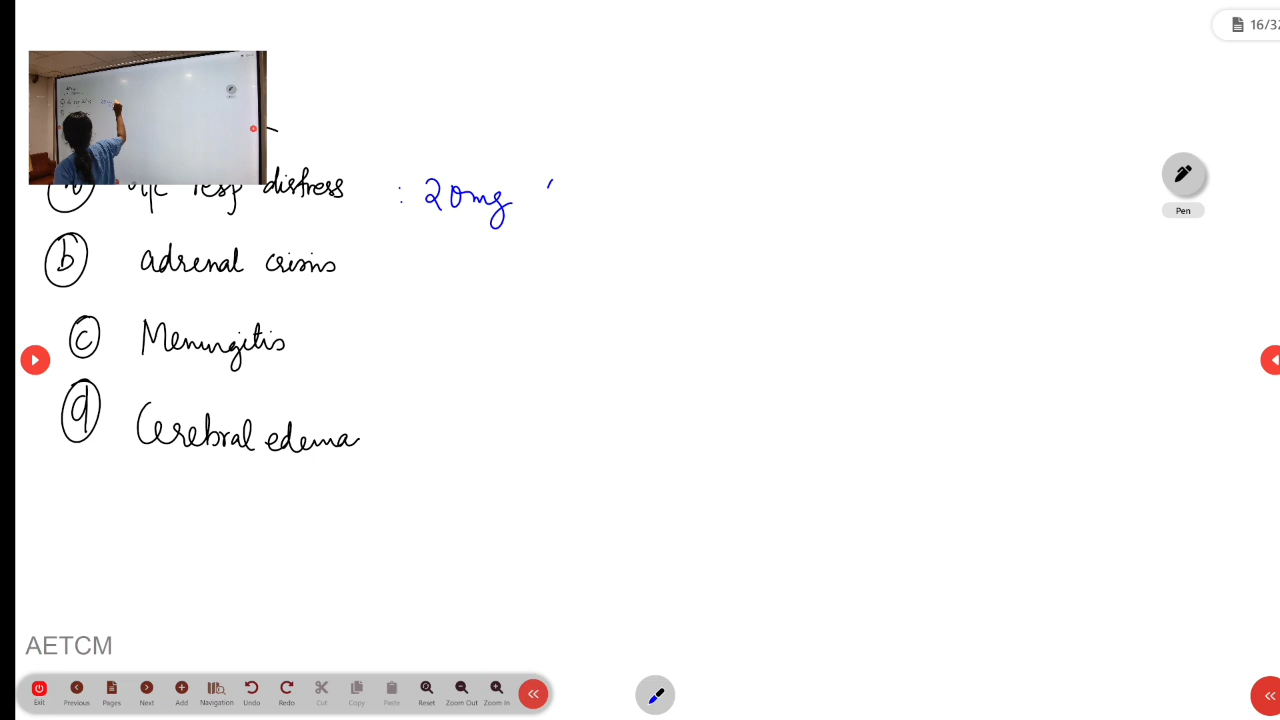 16/32
distress : 20mg
b adrenal crisis
c Meningitis
d Cerebral edema
Pen
AETCM
Exit Previous Pages Next Add Navigation Undo Redo Cut Copy Paste Reset Zoom Out Zoom In